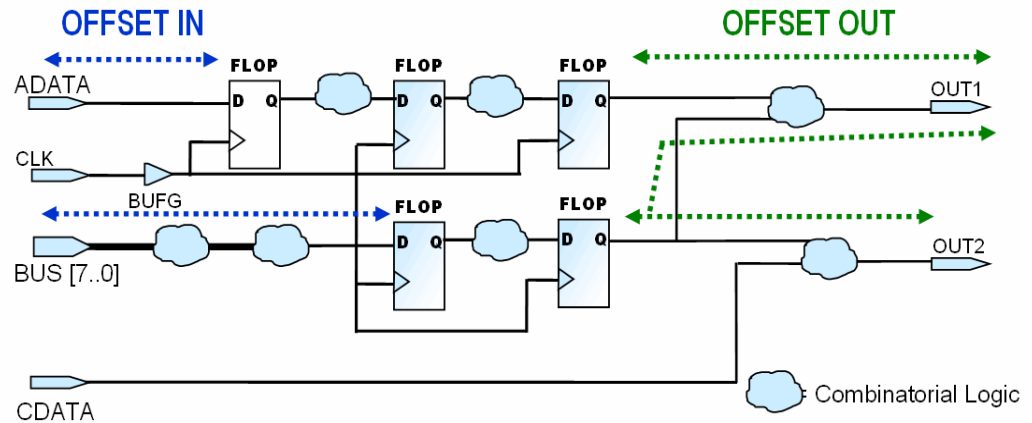 OFFSET IN
OFFSET OUT
FLOP
FLOP
FLOP
ADATA
D Q
D Q
D Q
OUT1
CLK
BUFG
FLOP
FLOP
D Q
D Q
BUS [7..0]
OUT2
CDATA
= Combinatorial Logic